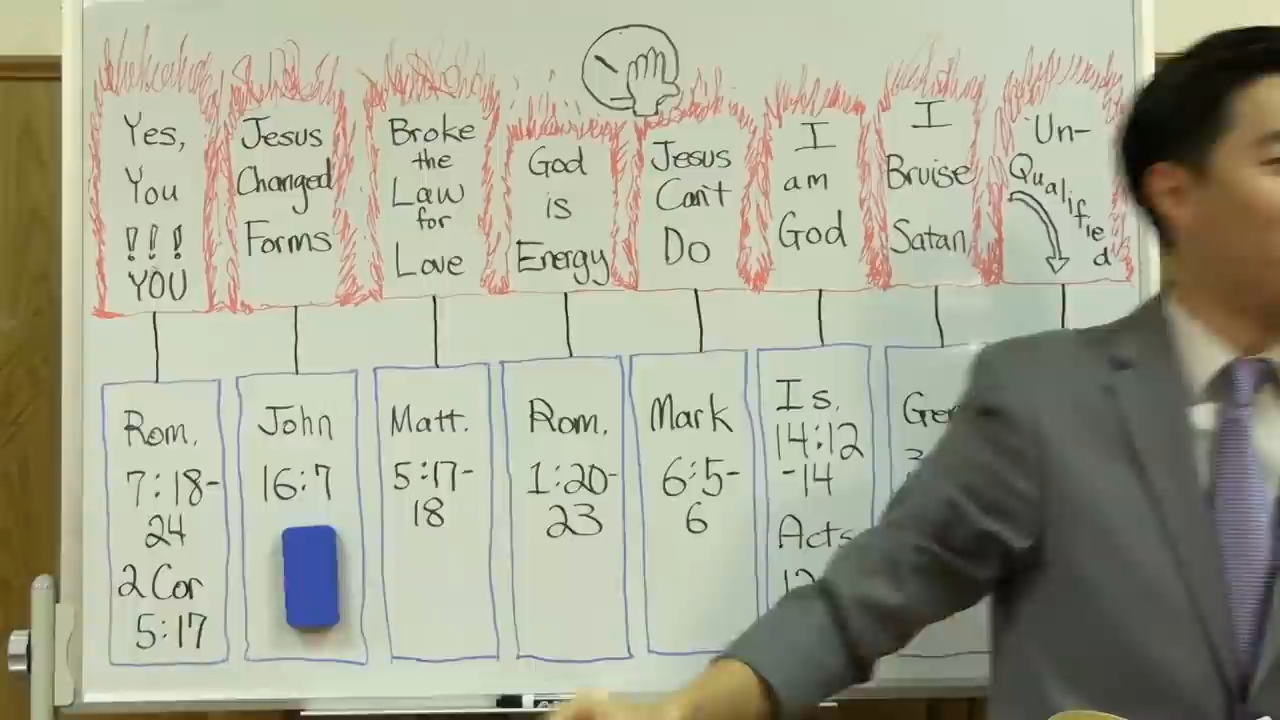 Yes,
You
!!!
YOU
Jesus
Changed
Forms
Broke
the
Law
for
Love
God
is
Energy
Jesus
Can't
Do
I
am
God
I
Bruise
Satan
Un-
Qualified
Rom.
7:18-
24
2 Cor
5:17
John
16:7
Matt.
5:17-
18
Rom.
1:20-
23
Mark
6:5-
6
Is.
14:12
-14
Acts